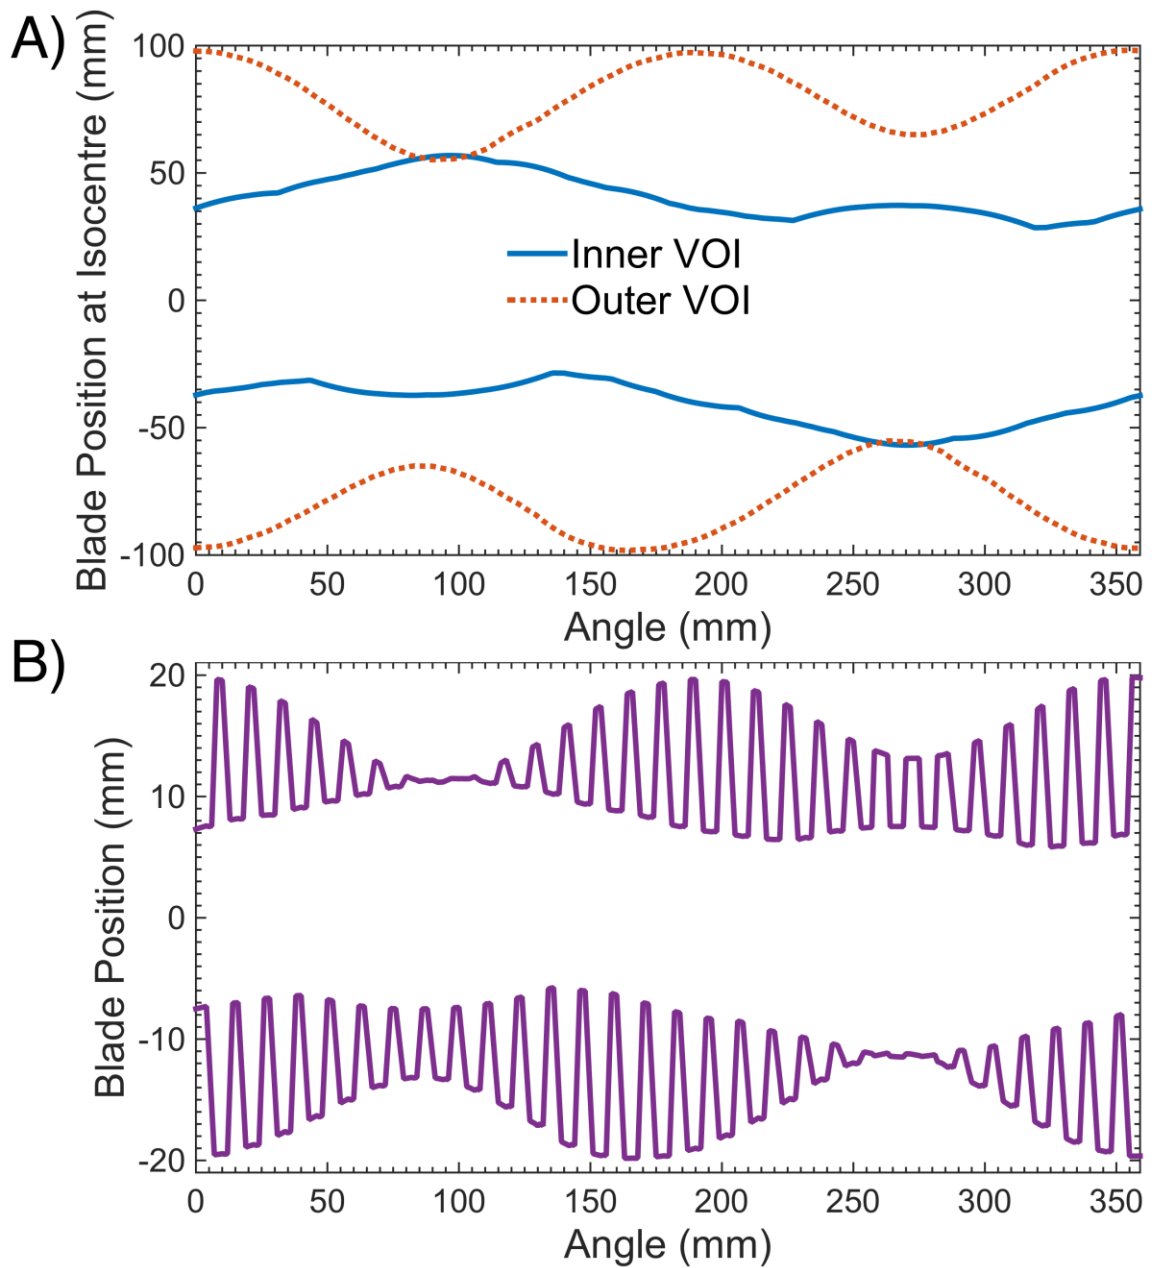 A)
Blade Position at Isocentre (mm)
100
50
0
-50
-100
Inner VOI
Outer VOI
0 50 100 150 200 250 300 350
Angle (mm)
B)
Blade Position (mm)
20
10
0
-10
-20
0 50 100 150 200 250 300 350
Angle (mm)